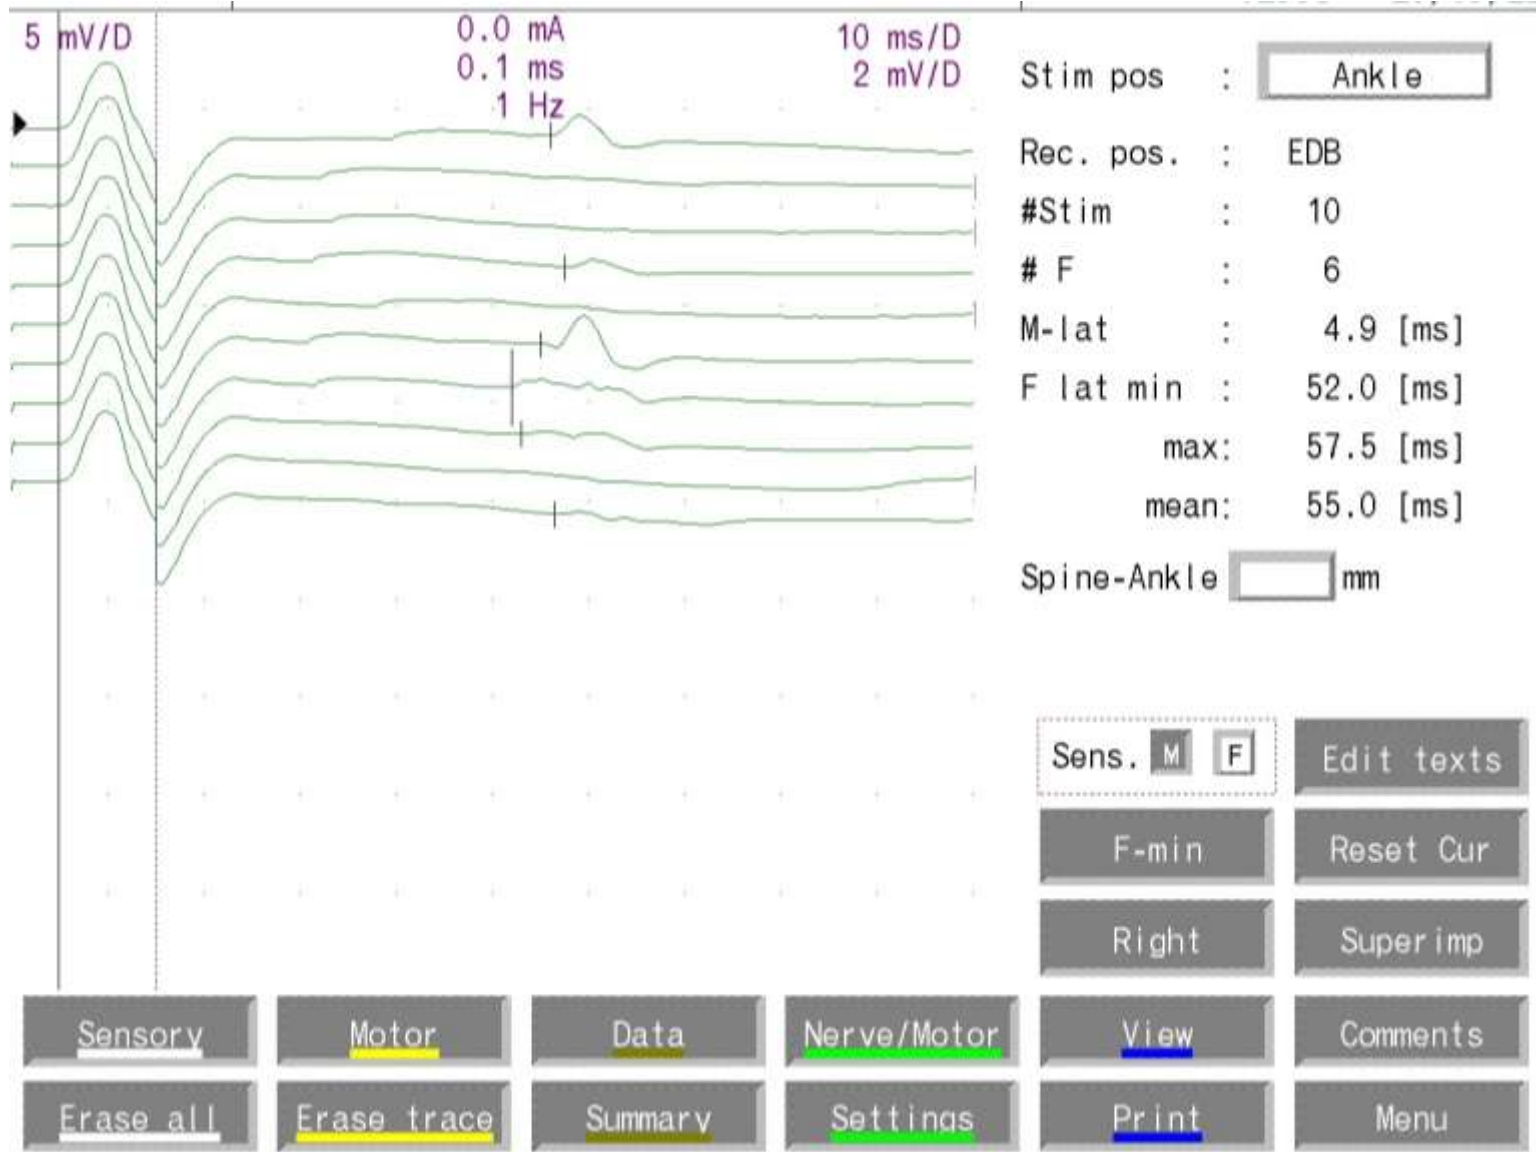 5 mV/D
0.0 mA
0.1 ms
1 Hz
10 ms/D
2 mV/D
Stim pos : Ankle
Rec. pos. : EDB
#Stim : 10
# F : 6
M-lat : 4.9 [ms]
F lat min : 52.0 [ms]
max: 57.5 [ms]
mean: 55.0 [ms]
Spine-Ankle mm
Sens. M F
Edit texts
F-min
Reset Cur
Right
Superimp
Sensory
Motor
Data
Nerve/Motor
View
Comments
Erase all
Erase trace
Summary
Settings
Print
Menu